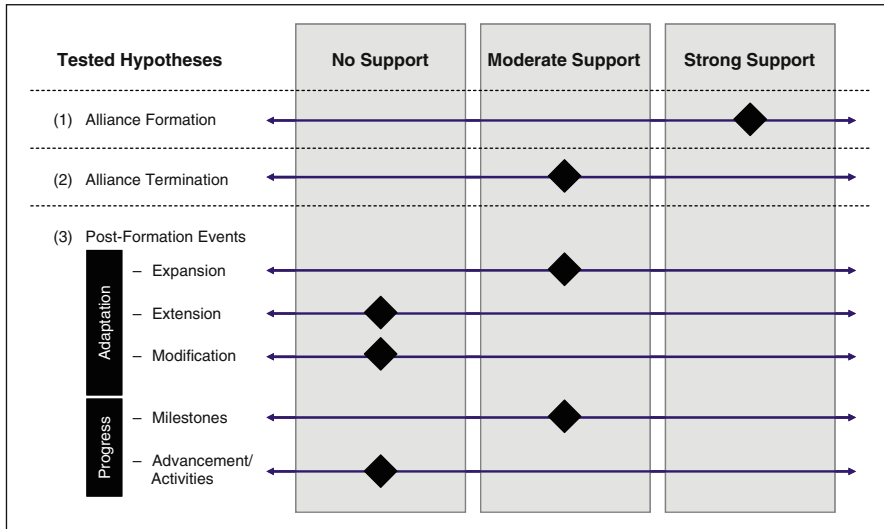 Tested Hypotheses No Support Moderate Support Strong Support
(1) Alliance Formation
(2) Alliance Termination
(3) Post-Formation Events
Adaptation
– Expansion
– Extension
– Modification
Progress
– Milestones
– Advancement/
Activities